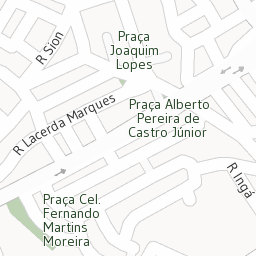 Praça
Joaquim
Lopes
R Sion
R Lacerda Marques
Praça Alberto
Pereira de
Castro Júnior
R Ingá
Praça Cel.
Fernando
Martins
Moreira